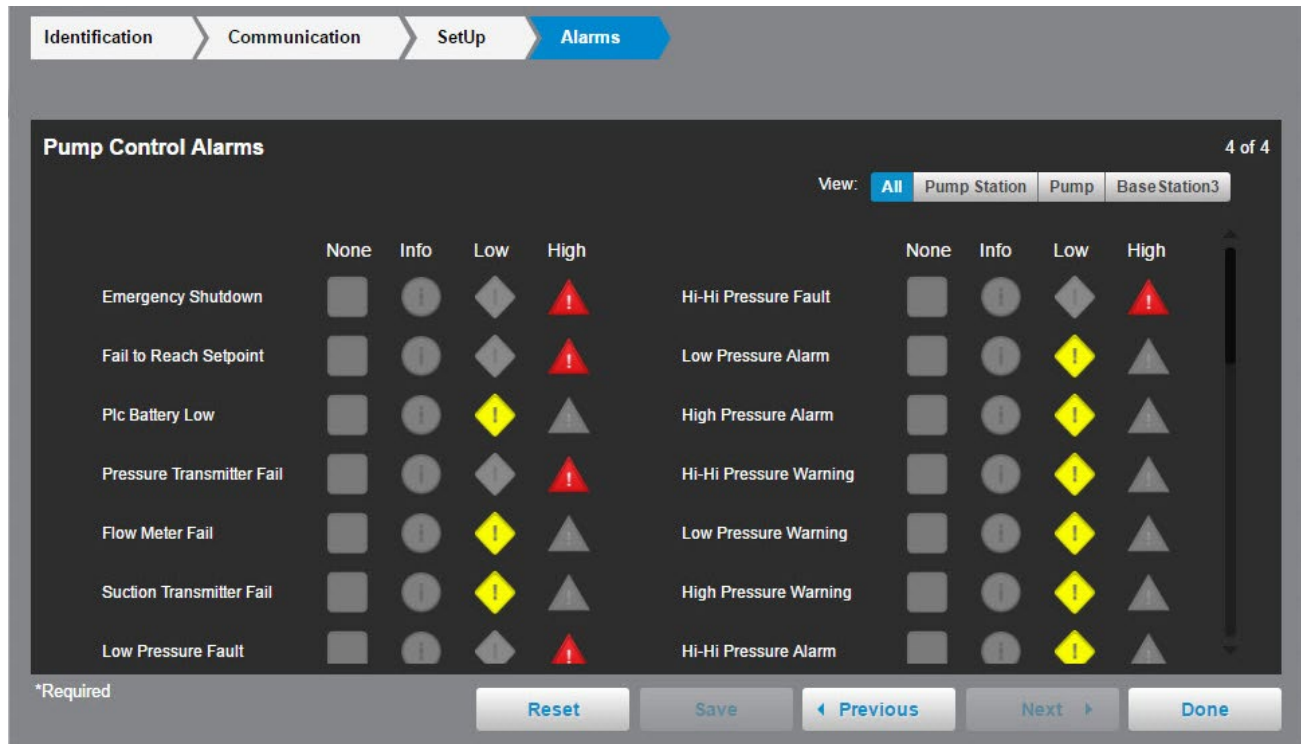 Identification Communication SetUp Alarms
Pump Control Alarms 4 of 4
View: All Pump Station Pump BaseStation3
None Info Low High None Info Low High
Emergency Shutdown Hi-Hi Pressure Fault
Fail to Reach Setpoint Low Pressure Alarm
Plc Battery Low High Pressure Alarm
Pressure Transmitter Fail Hi-Hi Pressure Warning
Flow Meter Fail Low Pressure Warning
Suction Transmitter Fail High Pressure Warning
Low Pressure Fault Hi-Hi Pressure Alarm
*Required
Reset Save Previous Next Done